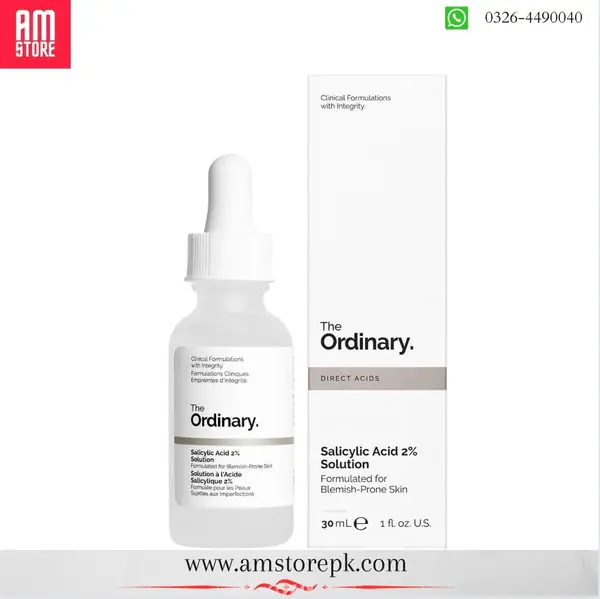 AM
STORE
0326-4490040
Clinical Formulations
with Integrity.
The
Ordinary.
DIRECT ACIDS
Salicylic Acid 2%
Solution
Formulated for
Blemish-Prone Skin
30 mL e 1 fl. oz. U.S.
Clinical Formulations
with Integrity.
Formulations Cliniques
Empreintes d'Intégrité.
The
Ordinary.
Salicylic Acid 2%
Solution
Formulated for Blemish-Prone Skin
Solution à l'Acide
Salicylique 2%
Formulée pour les Peaux
Sujettes aux Imperfections
www.amstorepk.com